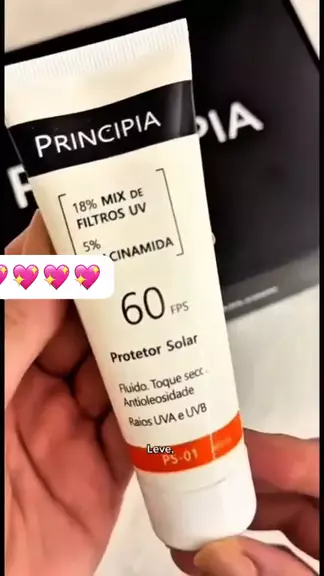 PRINCIPIA
PIA
18% MIX DE
FILTROS UV
5%
60 FPS
Protetor Solar
Fluido. Toque
Antioleosidade
Raios UVA e UVB
Leve,
PS-01